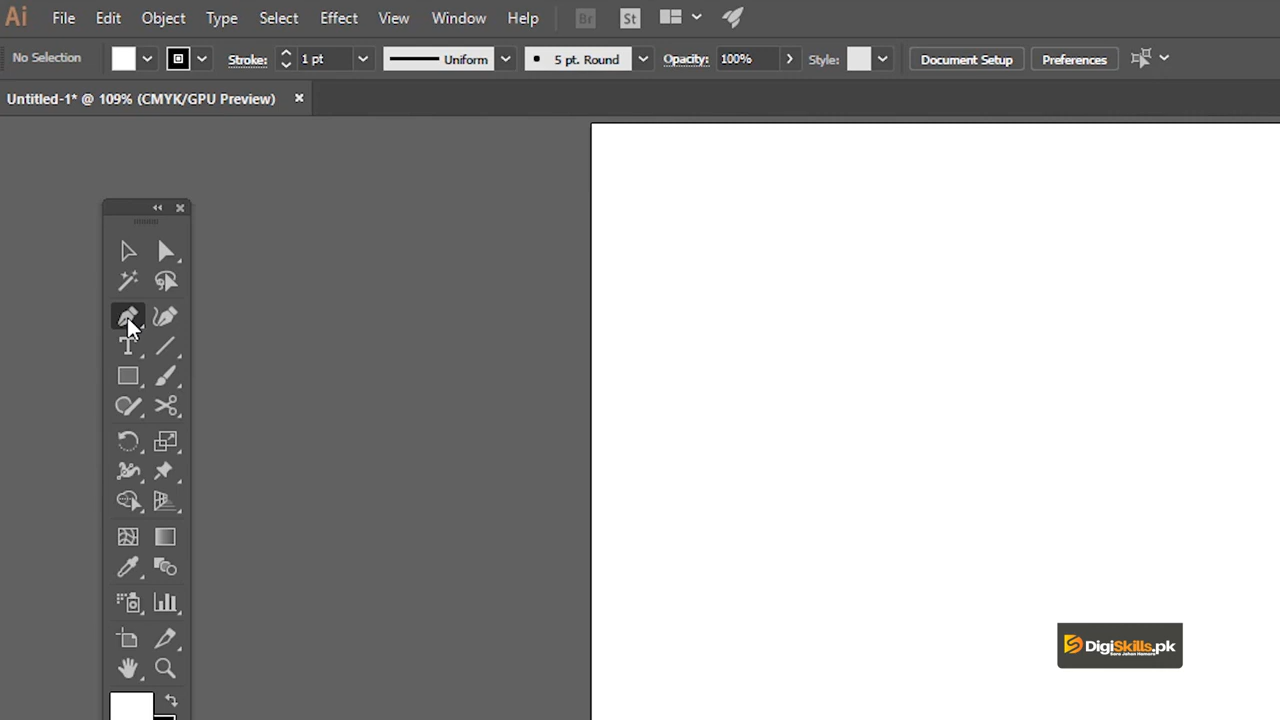 Ai File Edit Object Type Select Effect View Window Help Br St
No Selection Stroke: 1 pt Uniform 5 pt. Round Opacity: 100% Style: Document Setup Preferences
Untitled-1* @ 109% (CMYK/GPU Preview)
T
DigiSkills.pk